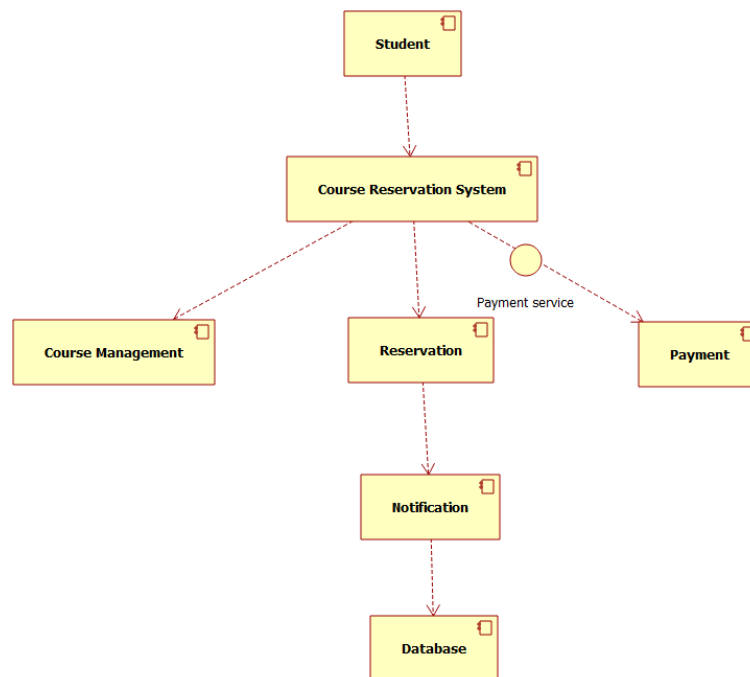 Student
Course Reservation System
Payment service
Course Management
Reservation
Payment
Notification
Database